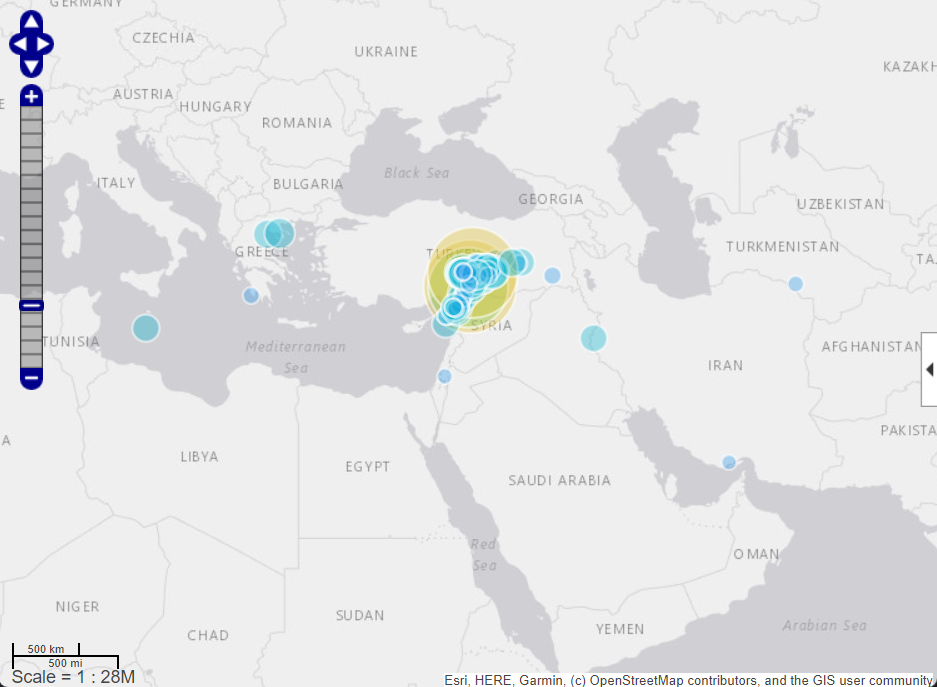 GERMANY
CZECHIA
UKRAINE
KAZAKH
AUSTRIA
HUNGARY
ROMANIA
ITALY
Black Sea
BULGARIA
GEORGIA
UZBEKISTAN
GREECE
TURKMENISTAN
TA
TUNISIA
SYRIA
Mediterranean
Sea
IRAN
AFGHANISTAN
PAKISTA
A
LIBYA
EGYPT
SAUDI ARABIA
Red
Sea
OMAN
NIGER
CHAD
SUDAN
YEMEN
Arabian Sea
500 km
500 mi
Scale = 1 : 28M
Esri, HERE, Garmin, (c) OpenStreetMap contributors, and the GIS user community